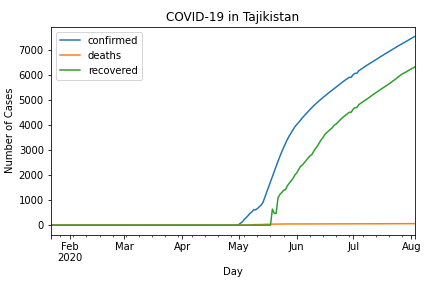 COVID-19 in Tajikistan
confirmed
deaths
recovered
Number of Cases
7000
6000
5000
4000
3000
2000
1000
0
Feb Mar Apr May Jun Jul Aug
2020
Day